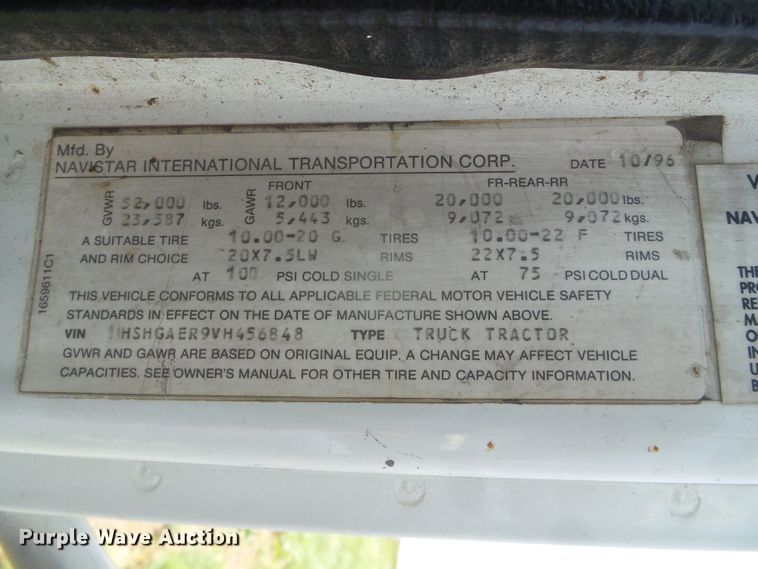 Mfd. By
NAVISTAR INTERNATIONAL TRANSPORTATION CORP. DATE 10/96
GVWR 52,000 lbs. GAWR FRONT 12,000 lbs. FR-REAR-RR 20,000 20,000 lbs.
23,587 kgs. 5,443 kgs. 9,072 9,072 kgs.
A SUITABLE TIRE 10.00-20 G TIRES 10.00-22 F TIRES
AND RIM CHOICE 20X7.5LW RIMS 22X7.5 RIMS
AT 100 PSI COLD SINGLE AT 75 PSI COLD DUAL
THIS VEHICLE CONFORMS TO ALL APPLICABLE FEDERAL MOTOR VEHICLE SAFETY
STANDARDS IN EFFECT ON THE DATE OF MANUFACTURE SHOWN ABOVE.
VIN 1HSHGAER9VH456848 TYPE TRUCK TRACTOR
GVWR AND GAWR ARE BASED ON ORIGINAL EQUIP. A CHANGE MAY AFFECT VEHICLE
CAPACITIES. SEE OWNER'S MANUAL FOR OTHER TIRE AND CAPACITY INFORMATION.
1659611C1
Purple Wave Auction